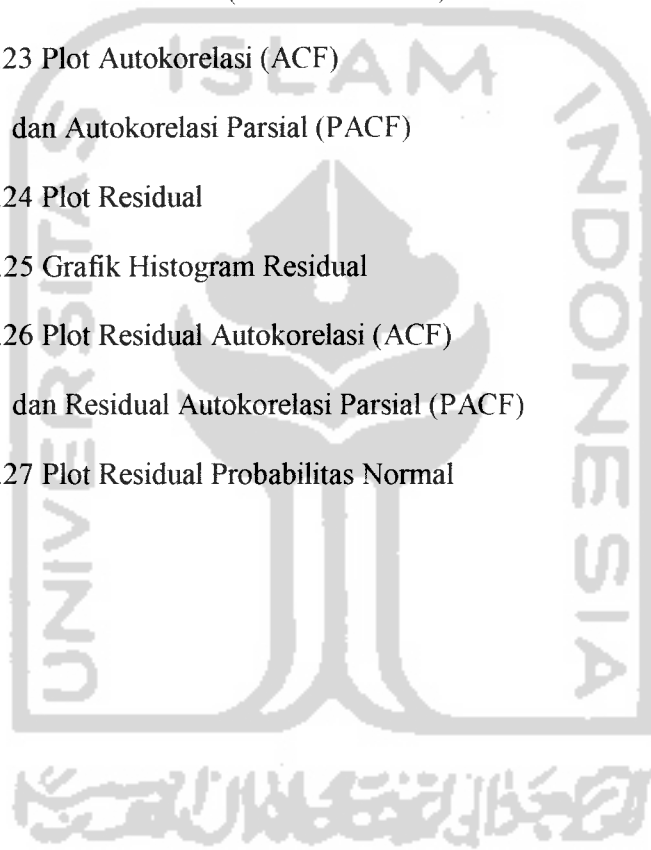 23 Plot Autokorelasi (ACF)
dan Autokorelasi Parsial (PACF)
24 Plot Residual
25 Grafik Histogram Residual
26 Plot Residual Autokorelasi (ACF)
dan Residual Autokorelasi Parsial (PACF)
27 Plot Residual Probabilitas Normal
ISLAM
UNIVERSITAS
INDONESIA